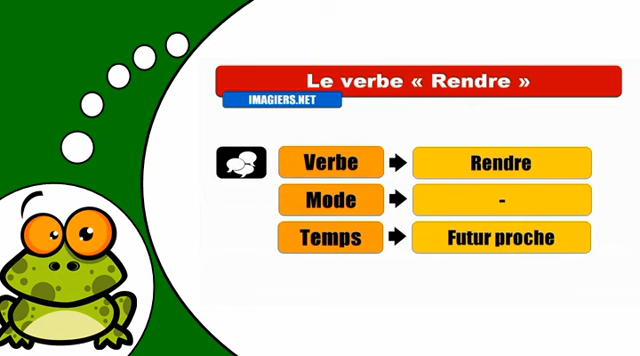 Le verbe « Rendre »
IMAGIERS.NET
Verbe Rendre
Mode -
Temps Futur proche